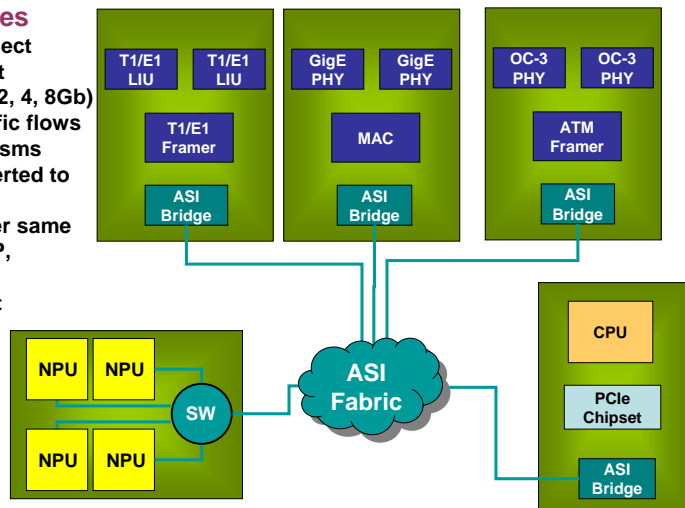 es
ect
t
2, 4, 8Gb)
fic flows
sms
erted to
er same
P,
T1/E1
LIU
T1/E1
LIU
T1/E1
Framer
ASI
Bridge
GigE
PHY
GigE
PHY
MAC
ASI
Bridge
OC-3
PHY
OC-3
PHY
ATM
Framer
ASI
Bridge
NPU
NPU
NPU
NPU
SW
ASI
Fabric
CPU
PCIe
Chipset
ASI
Bridge